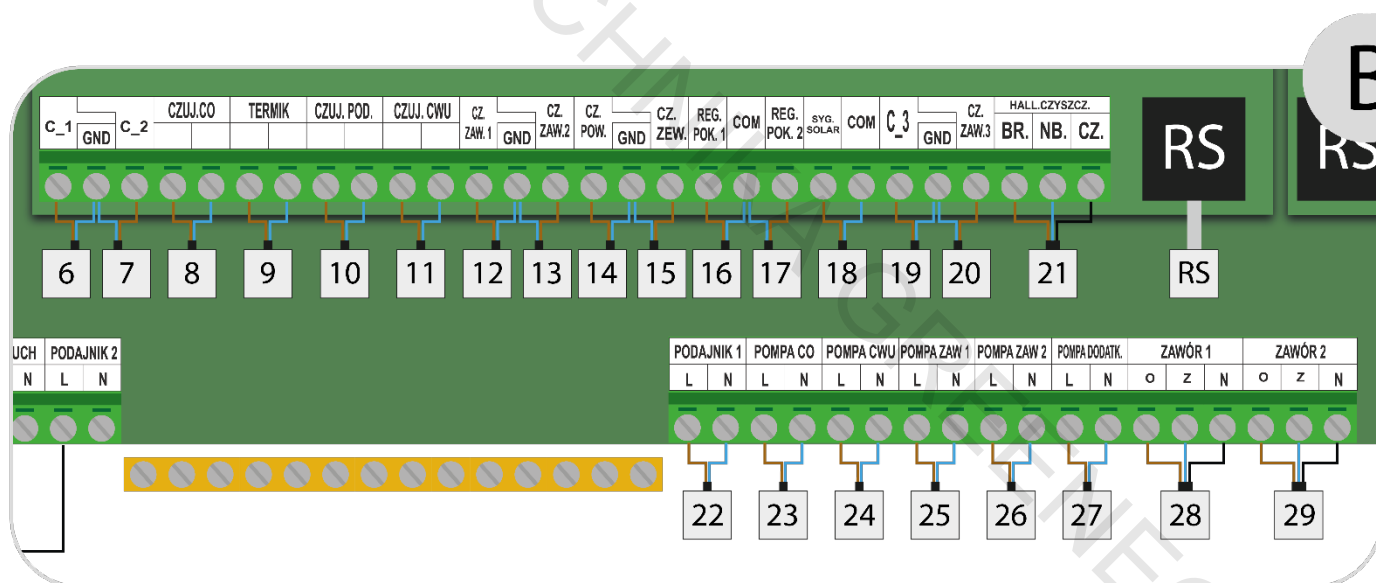 B
C_1 GND C_2 CZUJ.CO TERMIK CZUJ. POD. CZUJ. CWU CZ. ZAW.1 GND CZ. ZAW.2 CZ. POW. GND CZ. ZEW. REG. POK. 1 COM REG. POK. 2 SYG. SOLAR COM C_3 GND CZ. ZAW.3 HALL.CZYSZCZ. BR. NB. CZ.
RS RS
6 7 8 9 10 11 12 13 14 15 16 17 18 19 20 21 RS
UCH PODAJNIK 2 PODAJNIK 1 POMPA CO POMPA CWU POMPA ZAW 1 POMPA ZAW 2 POMPA DODATK. ZAWÓR 1 ZAWÓR 2
N L N L N L N L N L N L N L N O Z N O Z N
22 23 24 25 26 27 28 29